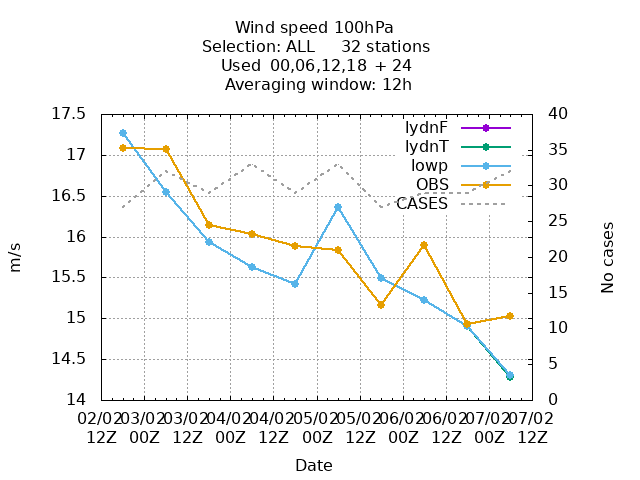 Wind speed 100hPa
Selection: ALL     32 stations
Used  00,06,12,18  + 24
Averaging window: 12h
17.5
17
16.5
16
15.5
15
14.5
14
m/s
lydnF
lydnT
lowp
OBS
CASES
40
35
30
25
20
15
10
5
0
No cases
02/02 03/02 03/02 04/02 04/02 05/02 05/02 06/02 06/02 07/02 07/02
12Z 00Z 12Z 00Z 12Z 00Z 12Z 00Z 12Z 00Z 12Z
Date